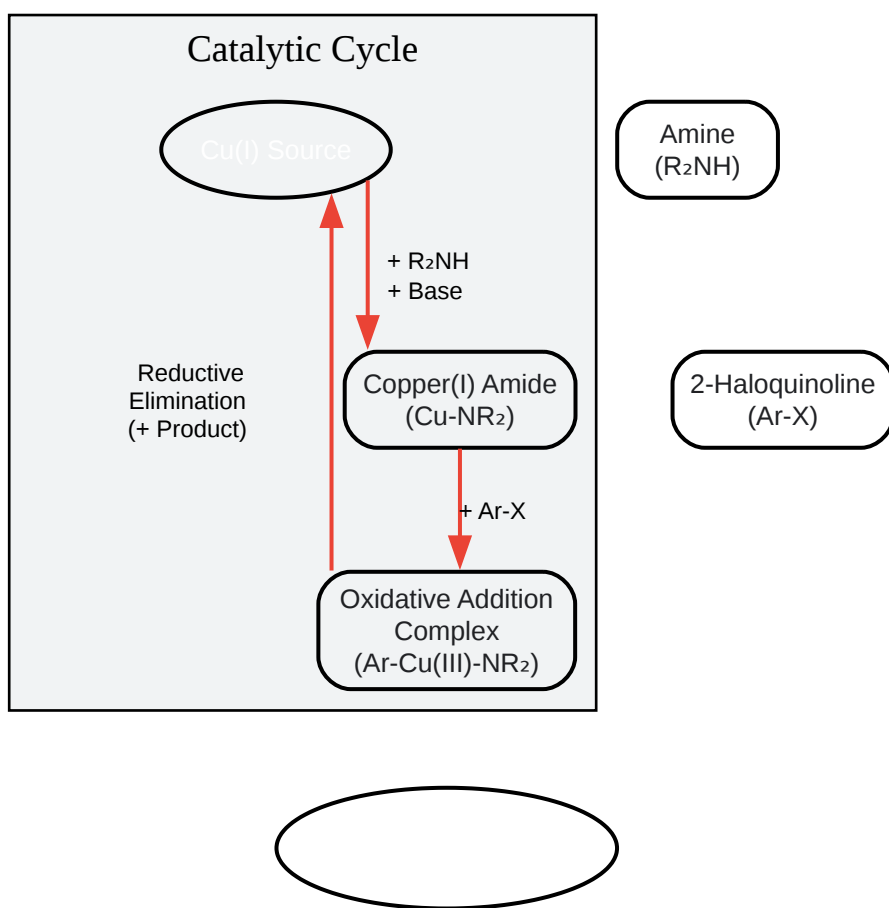 Catalytic Cycle
Cu(I) Source
Amine
(R₂NH)
+ R₂NH
+ Base
Reductive
Elimination
(+ Product)
Copper(I) Amide
(Cu-NR₂)
2-Haloquinoline
(Ar-X)
+ Ar-X
Oxidative Addition
Complex
(Ar-Cu(III)-NR₂)